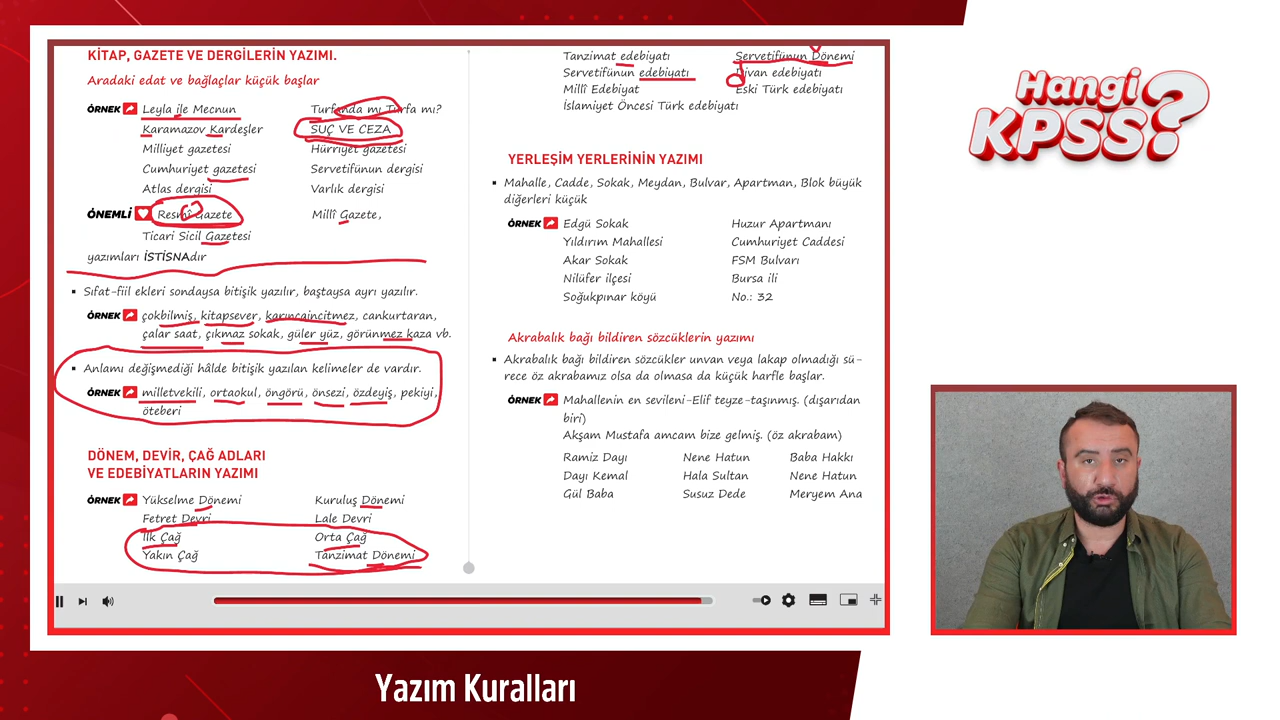 KİTAP, GAZETE VE DERGİLERİN YAZIMI.
Aradaki edat ve bağlaçlar küçük başlar
ÖRNEK Leyla ile Mecnun Turfanda mı Turfa mı?
Karamazov Kardeşler SUÇ VE CEZA
Milliyet gazetesi Hürriyet gazetesi
Cumhuriyet gazetesi Servetifünun dergisi
Atlas dergisi Varlık dergisi
ÖNEMLİ Resmî Gazete Millî Gazete,
Ticari Sicil Gazetesi
yazımları İSTİSNAdır
▪ Sıfat-fiil ekleri sondaysa bitişik yazılır, baştaysa ayrı yazılır.
ÖRNEK çokbilmiş, kitapsever, karıncaincitmez, cankurtaran,
çalar saat, çıkmaz sokak, güler yüz, görünmez kaza vb.
▪ Anlamı değişmediği hâlde bitişik yazılan kelimeler de vardır.
ÖRNEK milletvekili, ortaokul, öngörü, önsezi, özdeyiş, pekiyi,
öteberi
DÖNEM, DEVİR, ÇAĞ ADLARI
VE EDEBİYATLARIN YAZIMI
ÖRNEK Yükselme Dönemi Kuruluş Dönemi
Fetret Devri Lale Devri
İlk Çağ Orta Çağ
Yakın Çağ Tanzimat Dönemi
Tanzimat edebiyatı Servetifünun Dönemi
Servetifünun edebiyatı Divan edebiyatı
Millî Edebiyat Eski Türk edebiyatı
İslamiyet Öncesi Türk edebiyatı
YERLEŞİM YERLERİNİN YAZIMI
▪ Mahalle, Cadde, Sokak, Meydan, Bulvar, Apartman, Blok büyük
diğerleri küçük
ÖRNEK Edgü Sokak Huzur Apartmanı
Yıldırım Mahallesi Cumhuriyet Caddesi
Akar Sokak FSM Bulvarı
Nilüfer ilçesi Bursa ili
Soğukpınar köyü No.: 32
Akrabalık bağı bildiren sözcüklerin yazımı
▪ Akrabalık bağı bildiren sözcükler unvan veya lakap olmadığı sü-
rece öz akrabamız olsa da olmasa da küçük harfle başlar.
ÖRNEK Mahallenin en sevileni-Elif teyze-taşınmış. (dışarıdan
biri)
Akşam Mustafa amcam bize gelmiş. (öz akrabam)
Ramiz Dayı Nene Hatun Baba Hakkı
Dayı Kemal Hala Sultan Nene Hatun
Gül Baba Susuz Dede Meryem Ana
Hangi
KPSS?
Yazım Kuralları